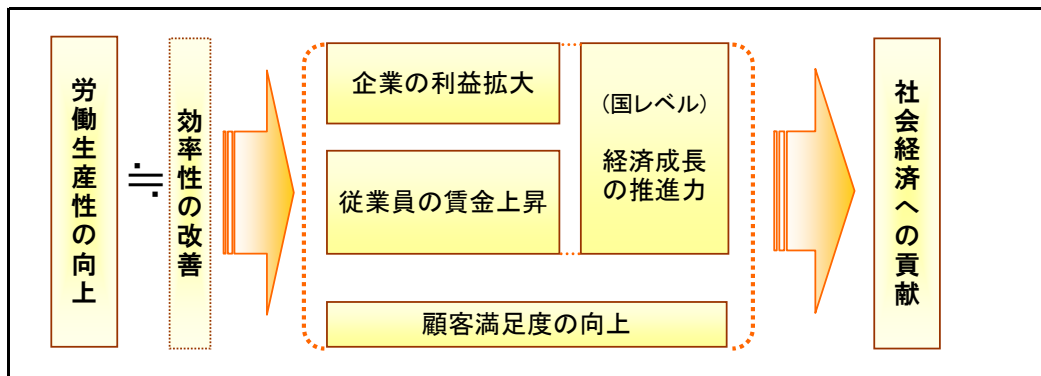 労働生産性の向上
≒
効率性の改善
企業の利益拡大
従業員の賃金上昇
(国レベル)
経済成長
の推進力
顧客満足度の向上
社会経済への貢献